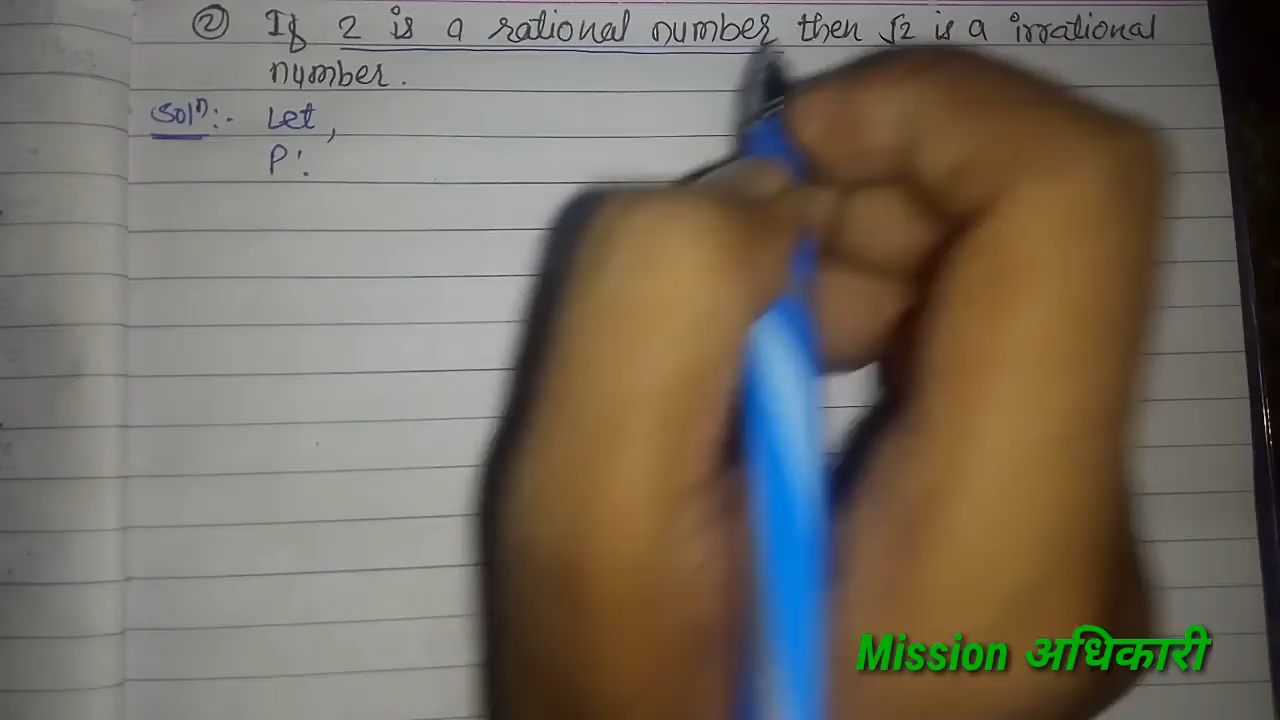 ② If 2 is a rational number then √2 is a irrational
number.
Solⁿ:- Let,
P:
Mission अधिकारी